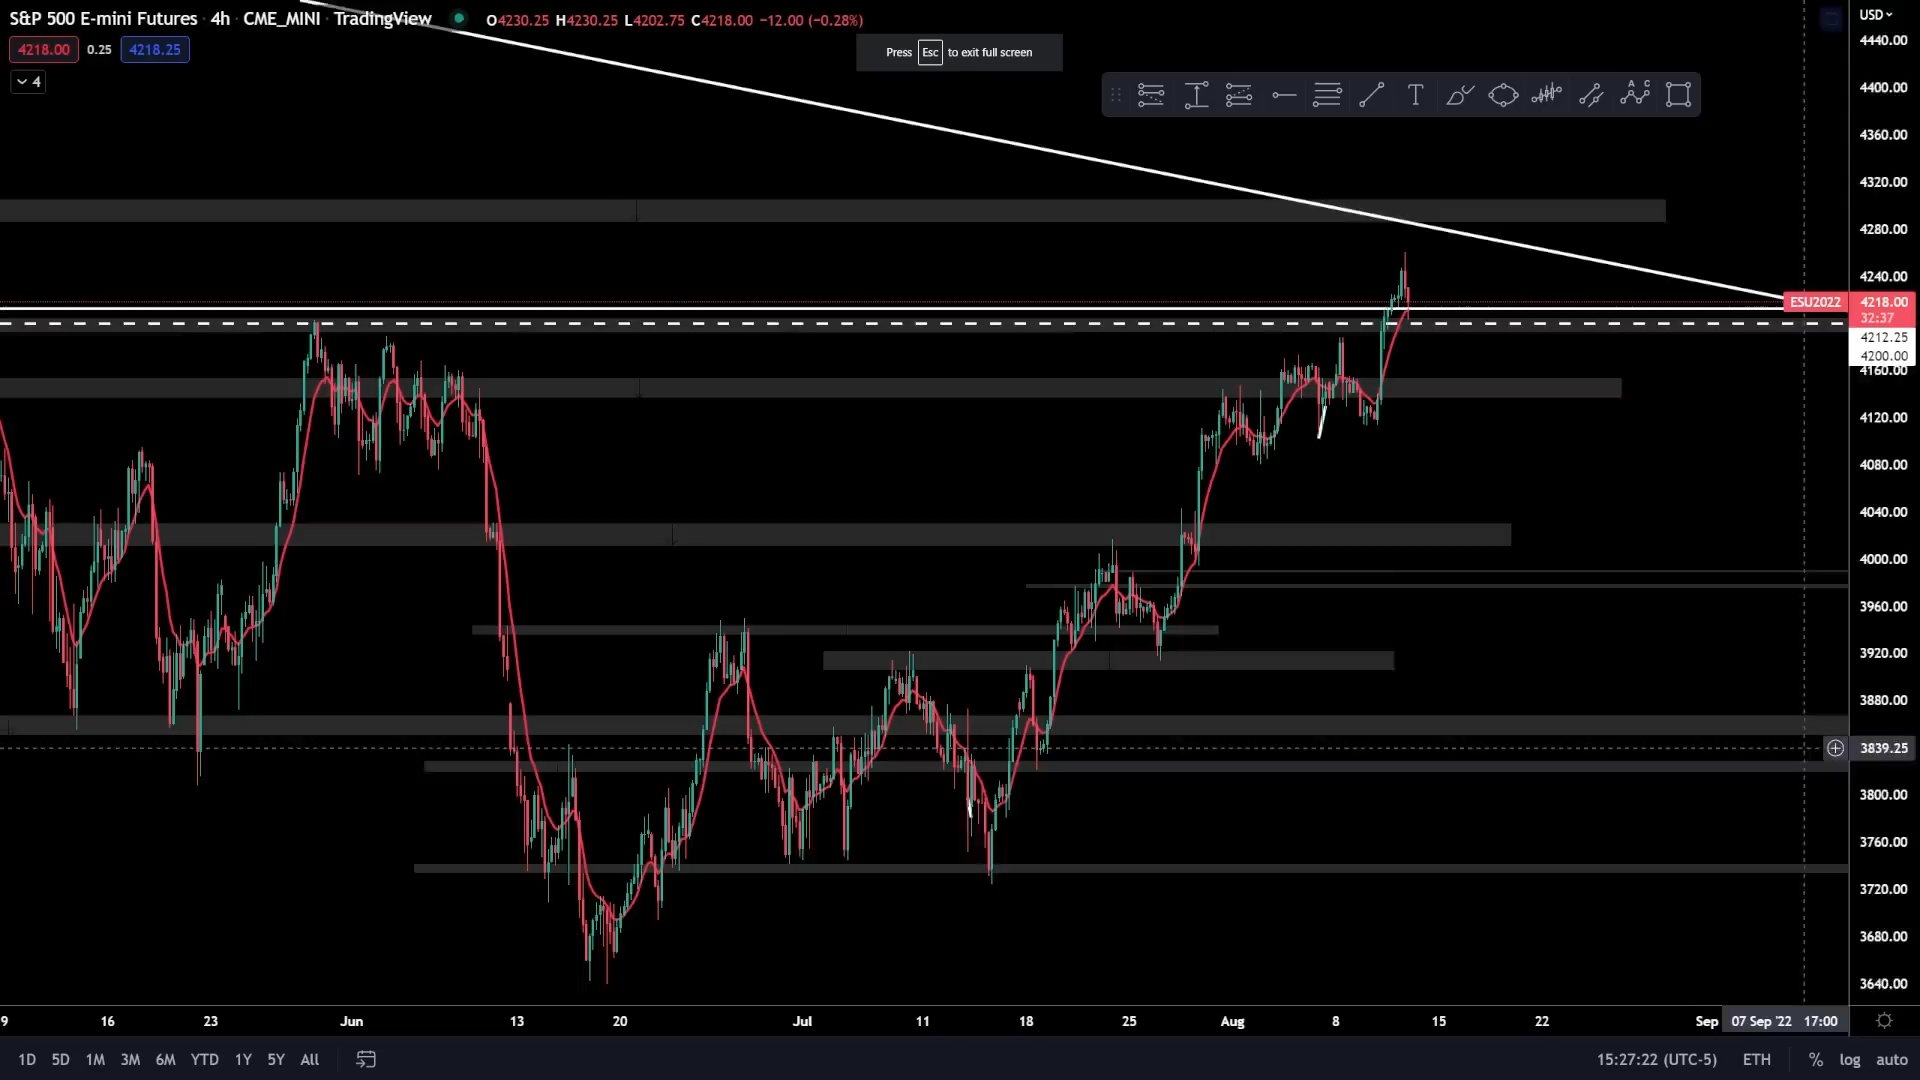 S&P 500 E-mini Futures · 4h · CME_MINI · TradingView O4230.25 H4230.25 L4202.75 C4218.00 −12.00 (−0.28%)
USD
4218.00 0.25 4218.25
Press Esc to exit full screen
4
T
A C
4440.00
4400.00
4360.00
4320.00
4280.00
4240.00
ESU2022 4218.00
32:37
4212.25
4200.00
4160.00
4120.00
4080.00
4040.00
4000.00
3960.00
3920.00
3880.00
3839.25
3800.00
3760.00
3720.00
3680.00
3640.00
9 16 23 Jun 13 20 Jul 11 18 25 Aug 8 15 22 Sep 07 Sep '22 17:00
1D 5D 1M 3M 6M YTD 1Y 5Y All 15:27:22 (UTC-5) ETH % log auto